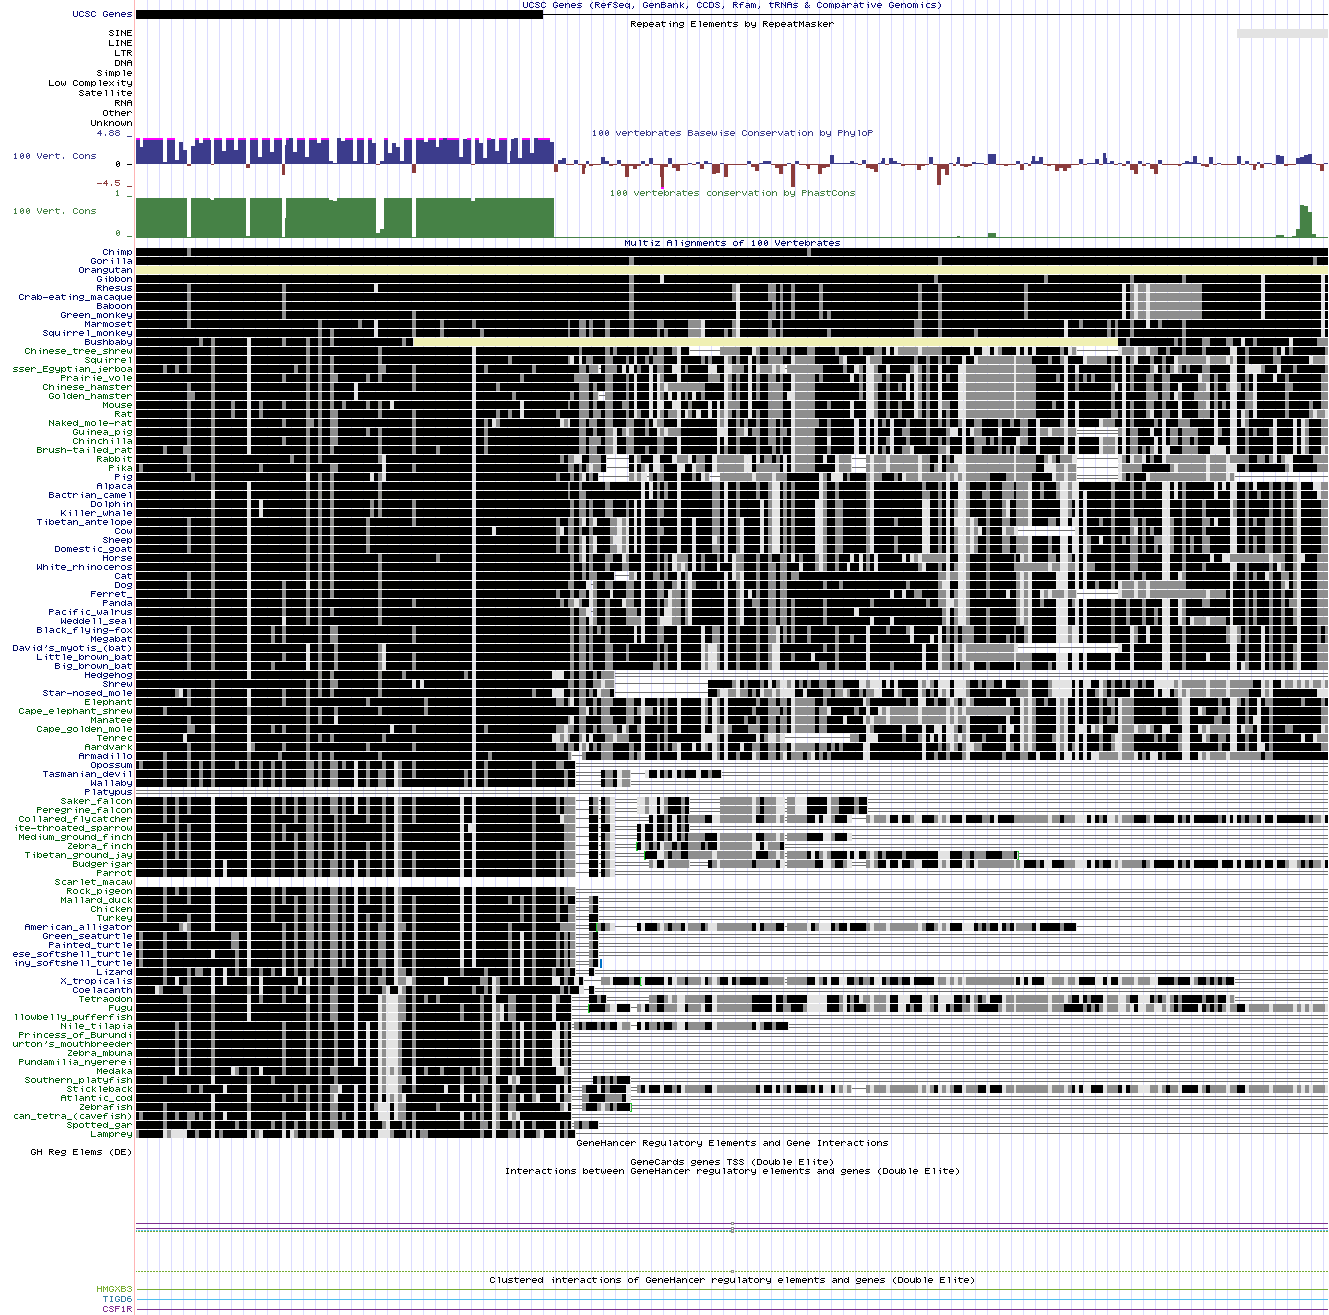 UCSC Genes (RefSeq, GenBank, CCDS, Rfam, tRNAs & Comparative Genomics)
UCSC Genes
Repeating Elements by RepeatMasker
SINE
LINE
LTR
DNA
Simple
Low Complexity
Satellite
RNA
Other
Unknown
4.88 _
100 vertebrates Basewise Conservation by PhyloP
100 Vert. Cons
0 _
-4.5 _
100 vertebrates conservation by PhastCons
1 _
100 Vert. Cons
0 _
Multiz Alignments of 100 Vertebrates
Chimp
Gorilla
Orangutan
Gibbon
Rhesus
Crab-eating_macaque
Baboon
Green_monkey
Marmoset
Squirrel_monkey
Bushbaby
Chinese_tree_shrew
Squirrel
sser_Egyptian_jerboa
Prairie_vole
Chinese_hamster
Golden_hamster
Mouse
Rat
Naked_mole-rat
Guinea_pig
Chinchilla
Brush-tailed_rat
Rabbit
Pika
Pig
Alpaca
Bactrian_camel
Dolphin
Killer_whale
Tibetan_antelope
Cow
Sheep
Domestic_goat
Horse
White_rhinoceros
Cat
Dog
Ferret_
Panda
Pacific_walrus
Weddell_seal
Black_flying-fox
Megabat
David's_myotis_(bat)
Little_brown_bat
Big_brown_bat
Hedgehog
Shrew
Star-nosed_mole
Elephant
Cape_elephant_shrew
Manatee
Cape_golden_mole
Tenrec
Aardvark
Armadillo
Opossum
Tasmanian_devil
Wallaby
Platypus
Saker_falcon
Peregrine_falcon
Collared_flycatcher
ite-throated_sparrow
Medium_ground_finch
Zebra_finch
Tibetan_ground_jay
Budgerigar
Parrot
Scarlet_macaw
Rock_pigeon
Mallard_duck
Chicken
Turkey
American_alligator
Green_seaturtle
Painted_turtle
ese_softshell_turtle
iny_softshell_turtle
Lizard
X_tropicalis
Coelacanth
Tetraodon
Fugu
llowbelly_pufferfish
Nile_tilapia
Princess_of_Burundi
urton's_mouthbreeder
Zebra_mbuna
Pundamilia_nyererei
Medaka
Southern_platyfish
Stickleback
Atlantic_cod
Zebrafish
can_tetra_(cavefish)
Spotted_gar
Lamprey
GeneHancer Regulatory Elements and Gene Interactions
GH Reg Elems (DE)
GeneCards genes TSS (Double Elite)
Interactions between GeneHancer regulatory elements and genes (Double Elite)
Clustered interactions of GeneHancer regulatory elements and genes (Double Elite)
HMGXB3
TIGD6
CSF1R